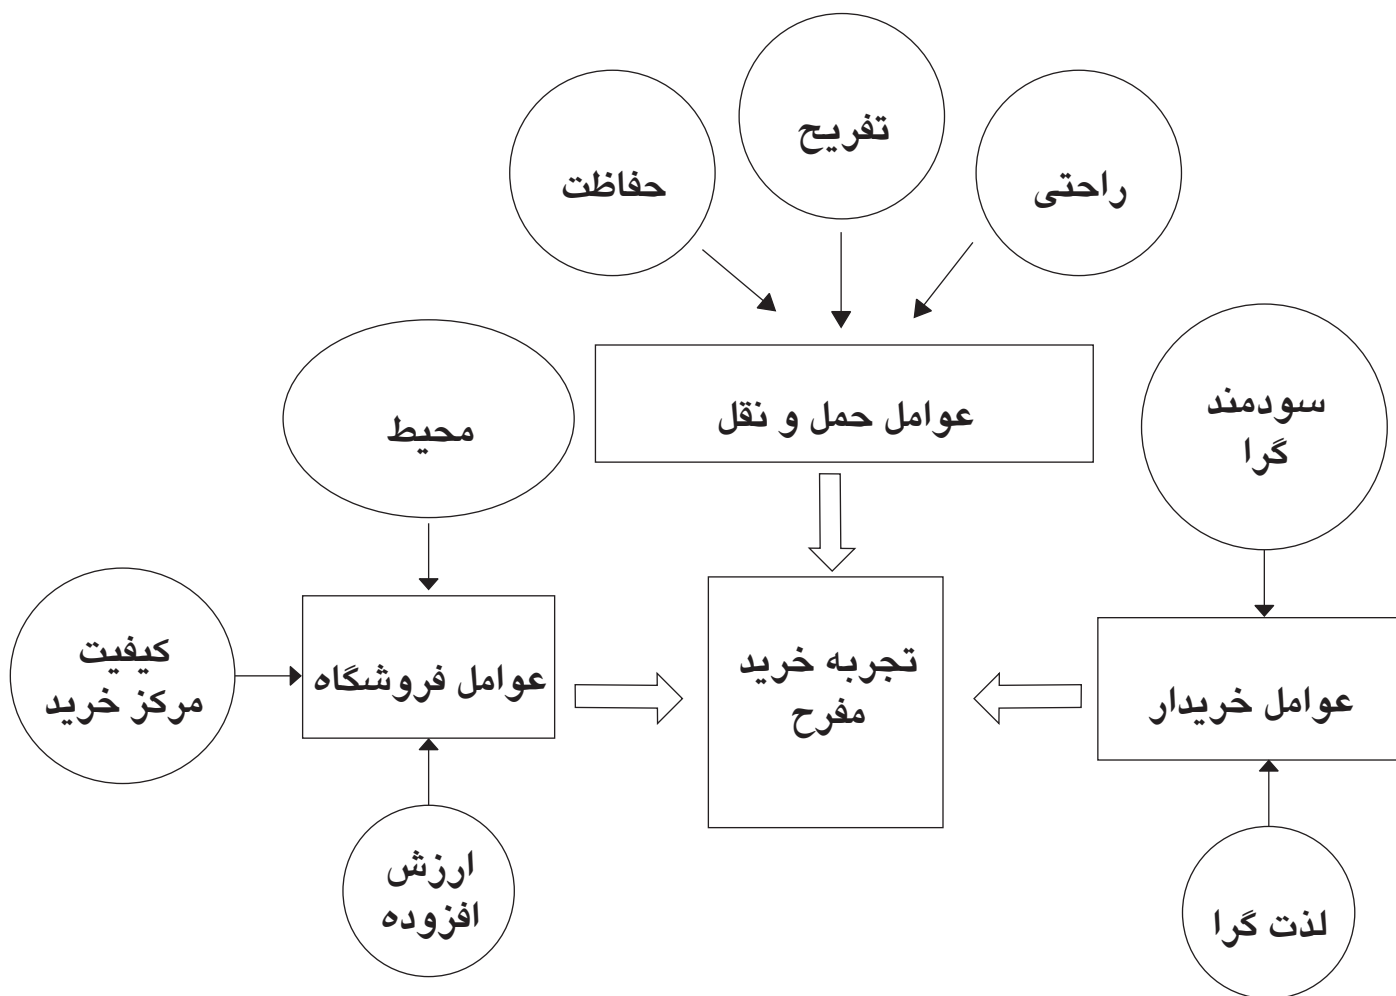 تفریح
حفاظت
راحتی
عوامل حمل و نقل
سودمند
گرا
محیط
کیفیت
مرکز خرید
عوامل فروشگاه
تجربه خرید
مفرح
عوامل خریدار
ارزش
افزوده
لذت گرا